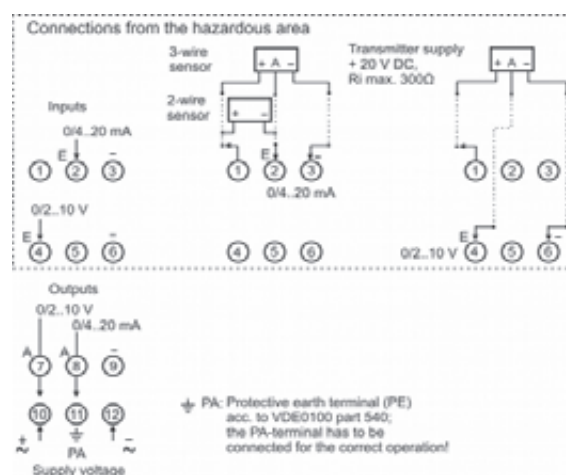 Connections from the hazardous area
3-wire
sensor
+ A -
Transmitter supply
+ 20 V DC,
Ri max. 300Ω
+ A -
2-wire
sensor
+ -
Inputs
0/4..20 mA
E -
1 2 3
E -
1 2 3
0/4..20 mA
1 2 3
0/2..10 V
E -
4 5 6
4 5 6
0/2..10 V
E -
4 5 6
Outputs
0/2..10 V
0/4..20 mA
A A -
7 8 9
10 11 12
+ ~ PA - ~
Supply voltage
PA: Protective earth terminal (PE)
acc. to VDE0100 part 540;
the PA-terminal has to be
connected for the correct operation!